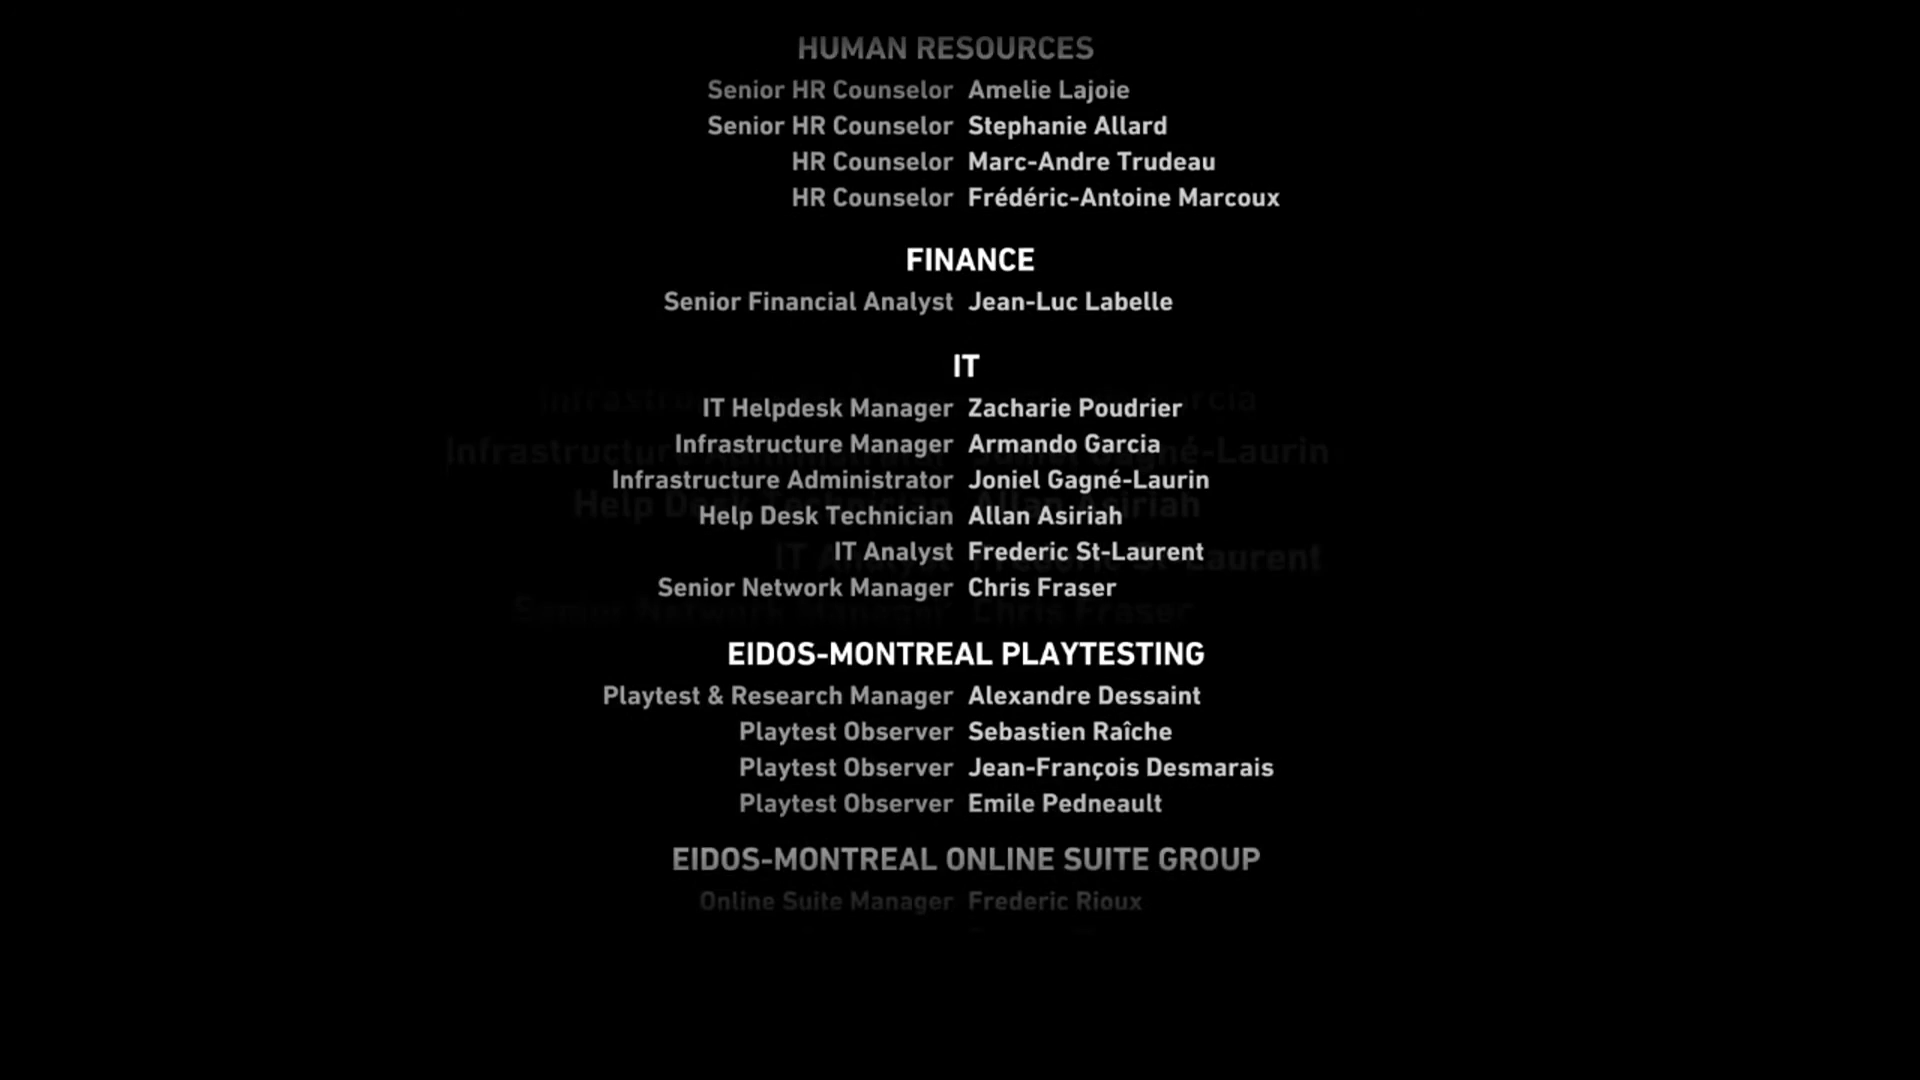 HUMAN RESOURCES
Senior HR Counselor Amelie Lajoie
Senior HR Counselor Stephanie Allard
HR Counselor Marc-Andre Trudeau
HR Counselor Frédéric-Antoine Marcoux
FINANCE
Senior Financial Analyst Jean-Luc Labelle
IT
IT Helpdesk Manager Zacharie Poudrier
Infrastructure Manager Armando Garcia
Infrastructure Administrator Joniel Gagné-Laurin
Help Desk Technician Allan Asiriah
IT Analyst Frederic St-Laurent
Senior Network Manager Chris Fraser
EIDOS-MONTREAL PLAYTESTING
Playtest & Research Manager Alexandre Dessaint
Playtest Observer Sebastien Raîche
Playtest Observer Jean-François Desmarais
Playtest Observer Emile Pedneault
EIDOS-MONTREAL ONLINE SUITE GROUP
Online Suite Manager Frederic Rioux